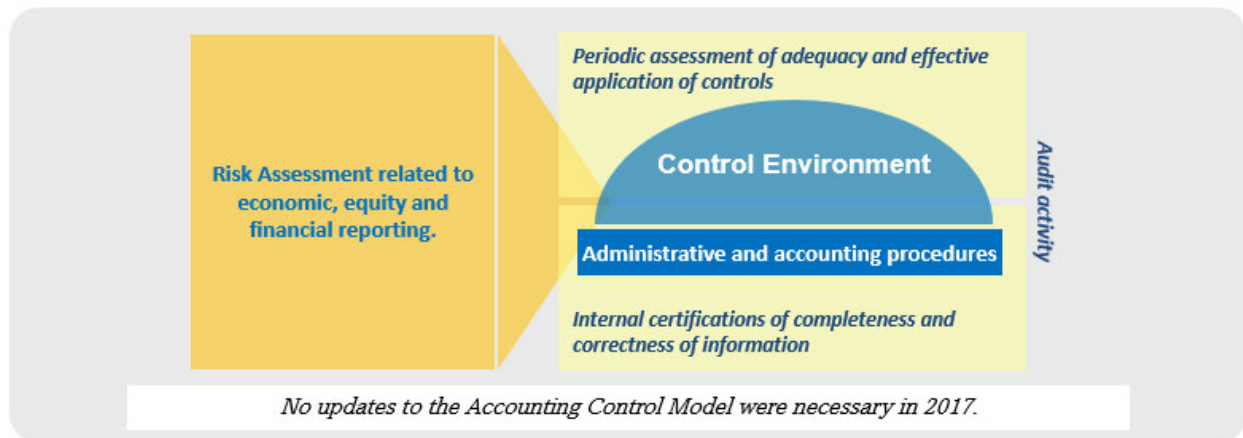 Risk Assessment related to
economic, equity and
financial reporting.
Periodic assessment of adequacy and effective
application of controls
Control Environment
Administrative and accounting procedures
Internal certifications of completeness and
correctness of information
Audit activity
No updates to the Accounting Control Model were necessary in 2017.